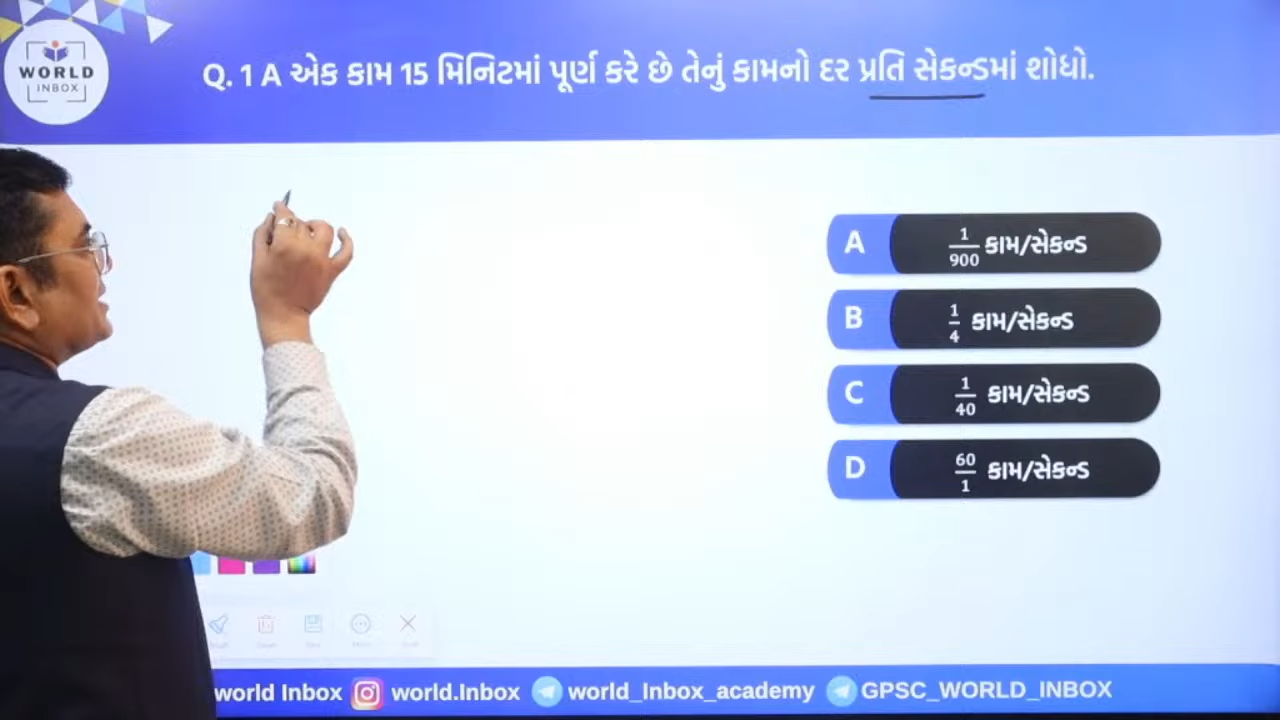 WORLD
INBOX
Q. 1 A એક કામ 15 મિનિટમાં પૂર્ણ કરે છે તેનું કામનો દર પ્રતિ સેકન્ડમાં શોધો.
A 1/900 કામ/સેકન્ડ
B 1/4 કામ/સેકન્ડ
C 1/40 કામ/સેકન્ડ
D 60/1 કામ/સેકન્ડ
world Inbox world.Inbox world_Inbox_academy GPSC_WORLD_INBOX